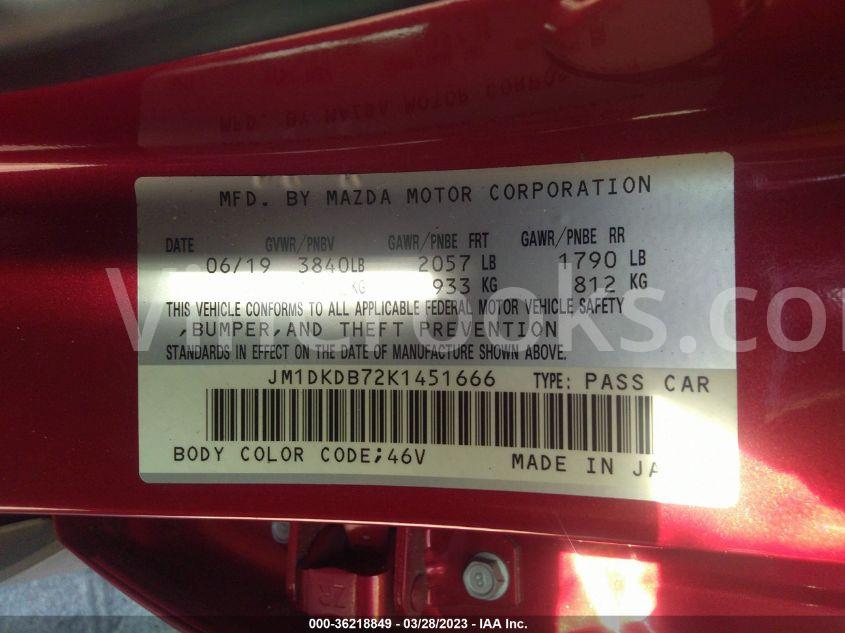 MFD. BY MAZDA MOTOR CORPORATION
DATE GVWR/PNBV GAWR/PNBE FRT GAWR/PNBE RR
06/19 3840LB 2057 LB 1790 LB
KG 933 KG 812 KG
THIS VEHICLE CONFORMS TO ALL APPLICABLE FEDERAL MOTOR VEHICLE SAFETY
,BUMPER,AND THEFT PREVENTION
STANDARDS IN EFFECT ON THE DATE OF MANUFACTURE SHOWN ABOVE.
JM1DKDB72K1451666 TYPE: PASS CAR
BODY COLOR CODE;46V MADE IN JA
8
000-36218849 - 03/28/2023 - IAA Inc.